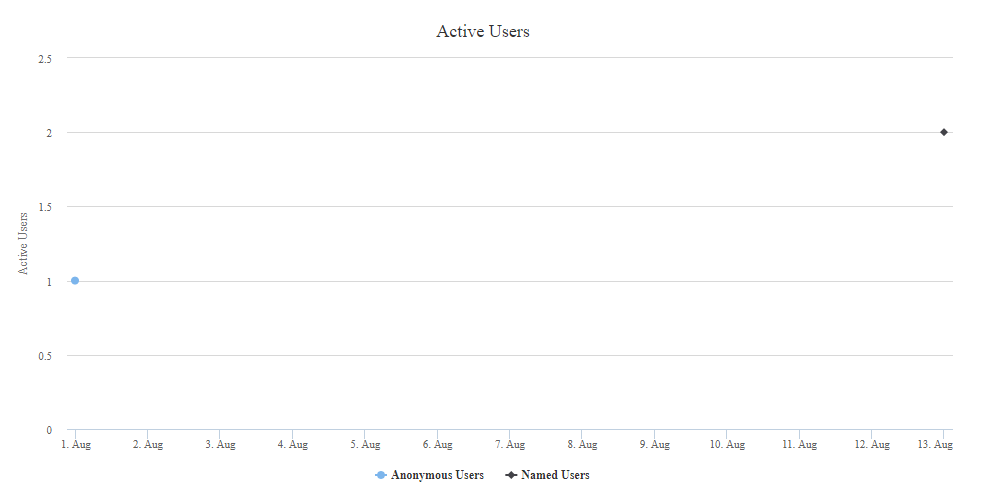 Active Users
2.5
2
1.5
1
0.5
0
Active Users
1. Aug 2. Aug 3. Aug 4. Aug 5. Aug 6. Aug 7. Aug 8. Aug 9. Aug 10. Aug 11. Aug 12. Aug 13. Aug
Anonymous Users Named Users